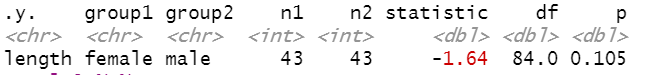 .y. group1 group2 n1 n2 statistic df p
<chr> <chr> <chr> <int> <int> <dbl> <dbl> <dbl>
length female male 43 43 -1.64 84.0 0.105